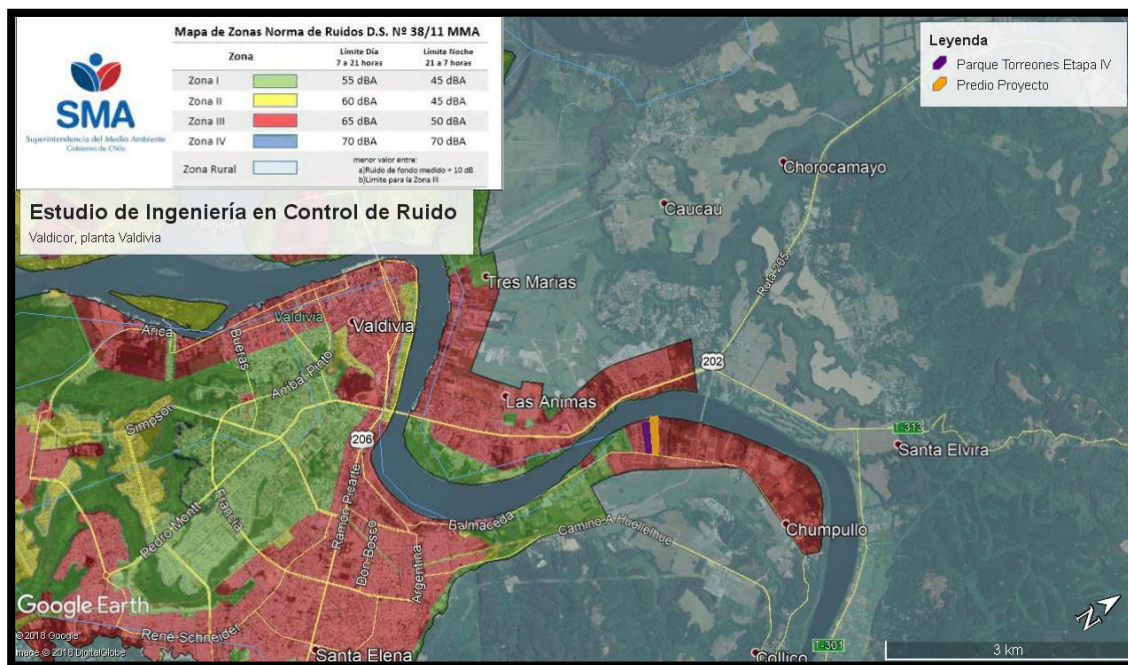 Mapa de Zonas Norma de Ruidos D.S. Nº 38/11 MMA
Zona
Límite Día
7 a 21 horas
Límite Noche
21 a 7 horas
Zona I 55 dBA 45 dBA
Zona II 60 dBA 45 dBA
Zona III 65 dBA 50 dBA
Zona IV 70 dBA 70 dBA
Zona Rural
menor valor entre:
a)Ruido de fondo medido + 10 dB
b)Límite para la Zona III
SMA
Superintendencia del Medio Ambiente
Gobierno de Chile
Estudio de Ingeniería en Control de Ruido
Valdicor, planta Valdivia
Leyenda
Parque Torreones Etapa IV
Predio Proyecto
Chorocamayo
Caucau
Ruta 205
Tres Marias
Valdivia
Valdivia
Arica
Bueras
Anibal Pinto
Simpson
202
Las Animas
206
T-313
Santa Elvira
Pedro Montt
Francia
Ramon Picarte
Don-Bosco
Argentina
Balmaceda
Camino-A Huellelhue
Chumpullo
Google Earth
© 2018 Google
Image © 2018 DigitalGlobe
René Schneider
Santa Elena
T-301
Collico
N
3 km